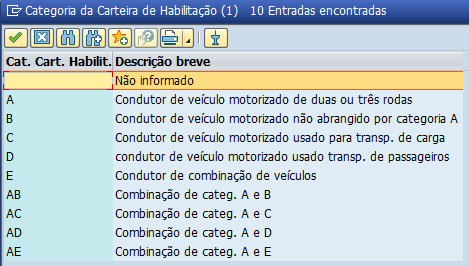 Categoria da Carteira de Habilitação (1) 10 Entradas encontradas
Cat. Cart. Habilit. Descrição breve
Não informado
A Condutor de veículo motorizado de duas ou três rodas
B Condutor de veículo motorizado não abrangido por categoria A
C Condutor de veículo motorizado usado para transp. de carga
D condutor de veículo motorizado usado transp. de passageiros
E Condutor de combinação de veículos
AB Combinação de categ. A e B
AC Combinação de categ. A e C
AD Combinação de categ. A e D
AE Combinação de categ. A e E